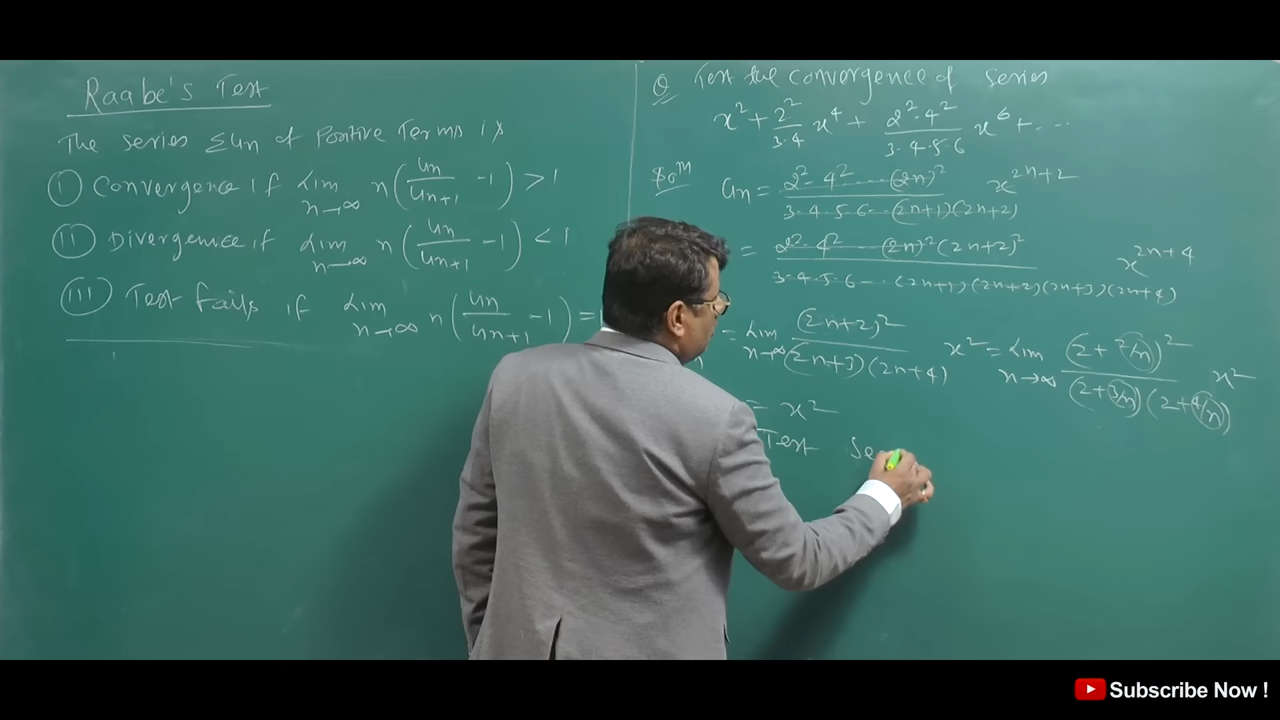 Raabe's Test
The series Σun of Positive Terms is
(I) Convergence if Lim n→∞ n(un/un+1 - 1) > 1
(II) Divergence if Lim n→∞ n(un/un+1 - 1) < 1
(III) Test fails if Lim n→∞ n(un/un+1 - 1) = 1
Q Test the convergence of series
x² + 2²/3·4 x⁴ + 2²·4²/3·4·5·6 x⁶ + ...
Solⁿ un = 2²·4² ... (2n)²/3·4·5·6 ... (2n+1)(2n+2) x²ⁿ⁺²
= 2²·4² ... (2n)²(2n+2)²/3·4·5·6 ... (2n+1)(2n+2)(2n+3)(2n+4) x²ⁿ⁺⁴
= Lim n→∞ (2n+2)²/(2n+3)(2n+4) x² = Lim n→∞ (2+2/n)²/(2+3/n)(2+4/n) x²
= x²
Test Se
Subscribe Now !